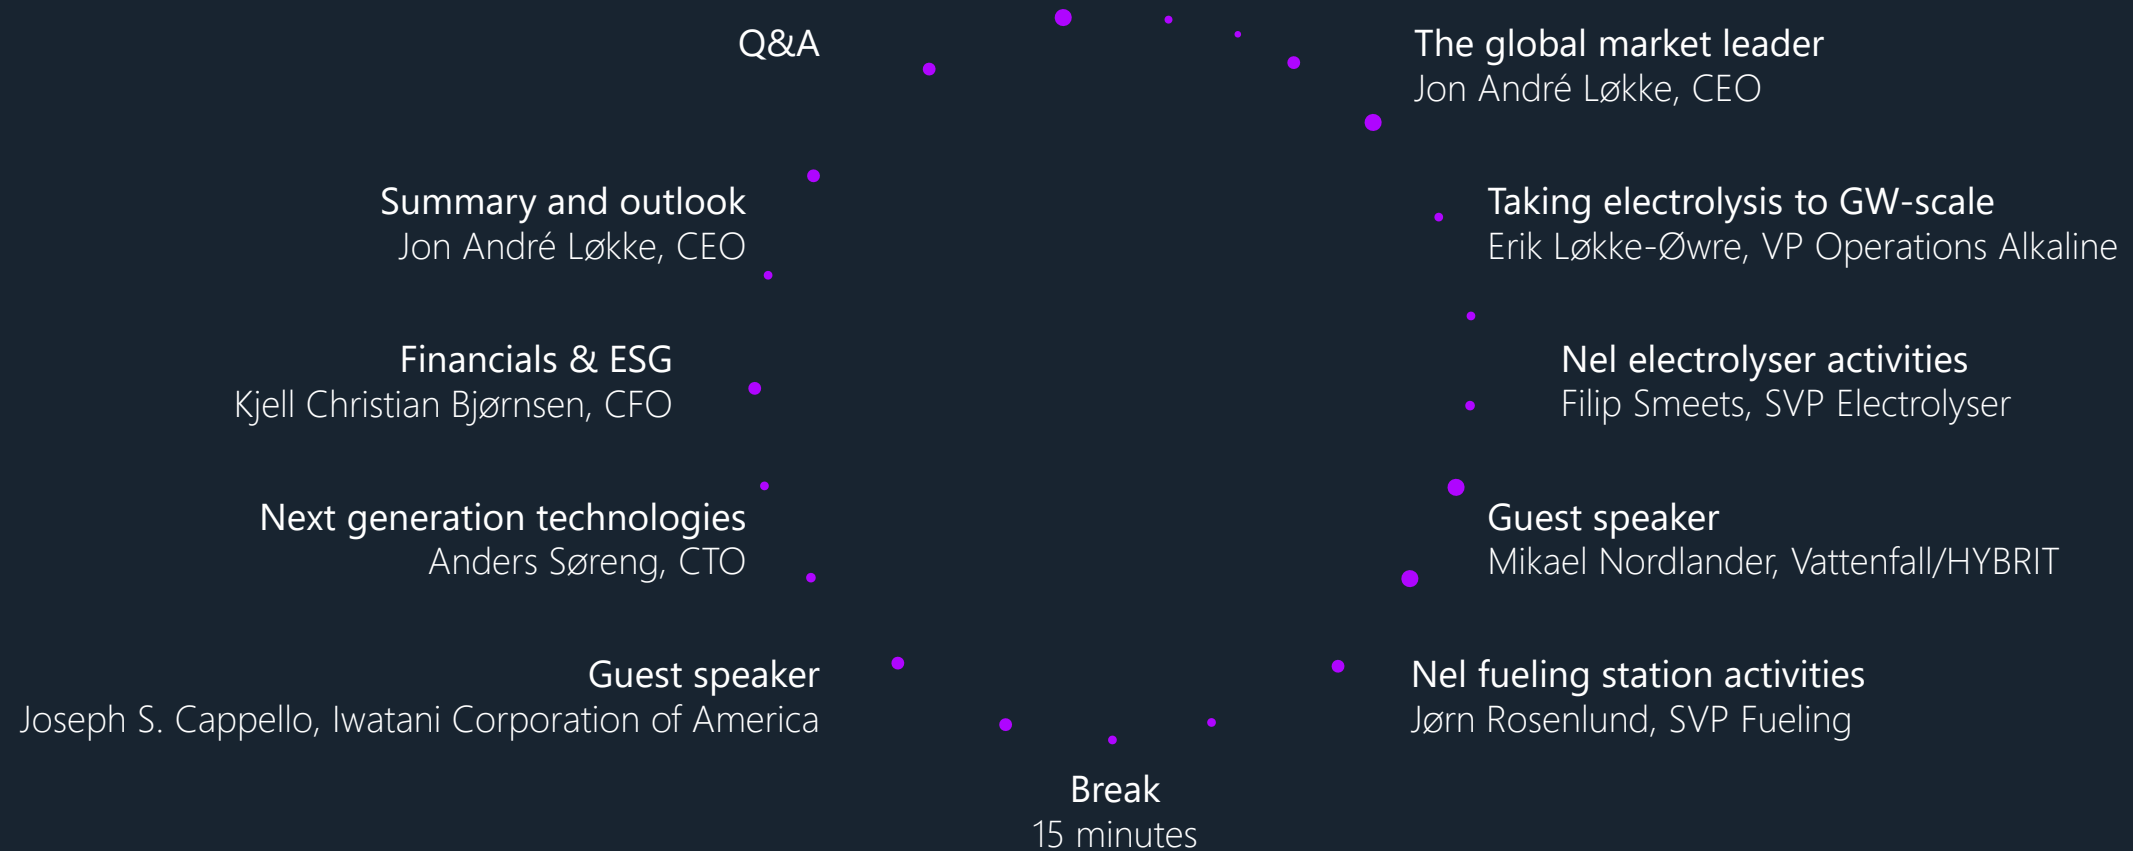 The global market leader
Jon André Løkke, CEO
Taking electrolysis to GW-scale
Erik Løkke-Øwre, VP Operations Alkaline
Nel electrolyser activities
Filip Smeets, SVP Electrolyser
Guest speaker
Mikael Nordlander, Vattenfall/HYBRIT
Nel fueling station activities
Jørn Rosenlund, SVP Fueling
Break
15 minutes
Guest speaker
Joseph S. Cappello, Iwatani Corporation of America
Next generation technologies
Anders Søreng, CTO
Financials & ESG
Kjell Christian Bjørnsen, CFO
Summary and outlook
Jon André Løkke, CEO
Q&A